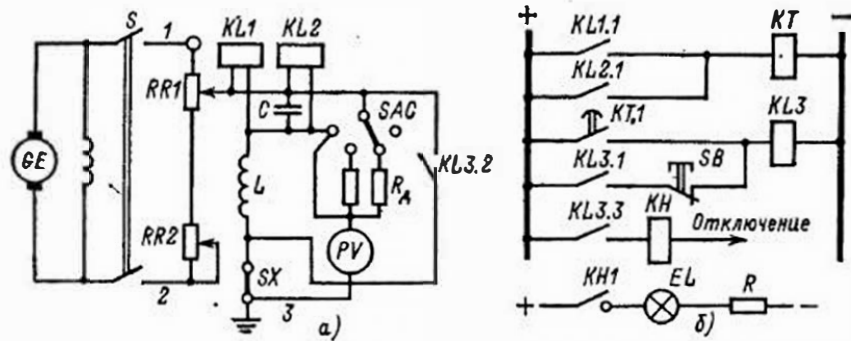 S
1
KL1
KL2
RR1
C
SAC
GE
L
Rд
KL3.2
RR2
PV
SX
2
3
а)
+
−
KL1.1
KT
KL2.1
KT.1
KL3
KL3.1
SB
KL3.3
KH
Отключение
+
KH1
EL
R
−
б)